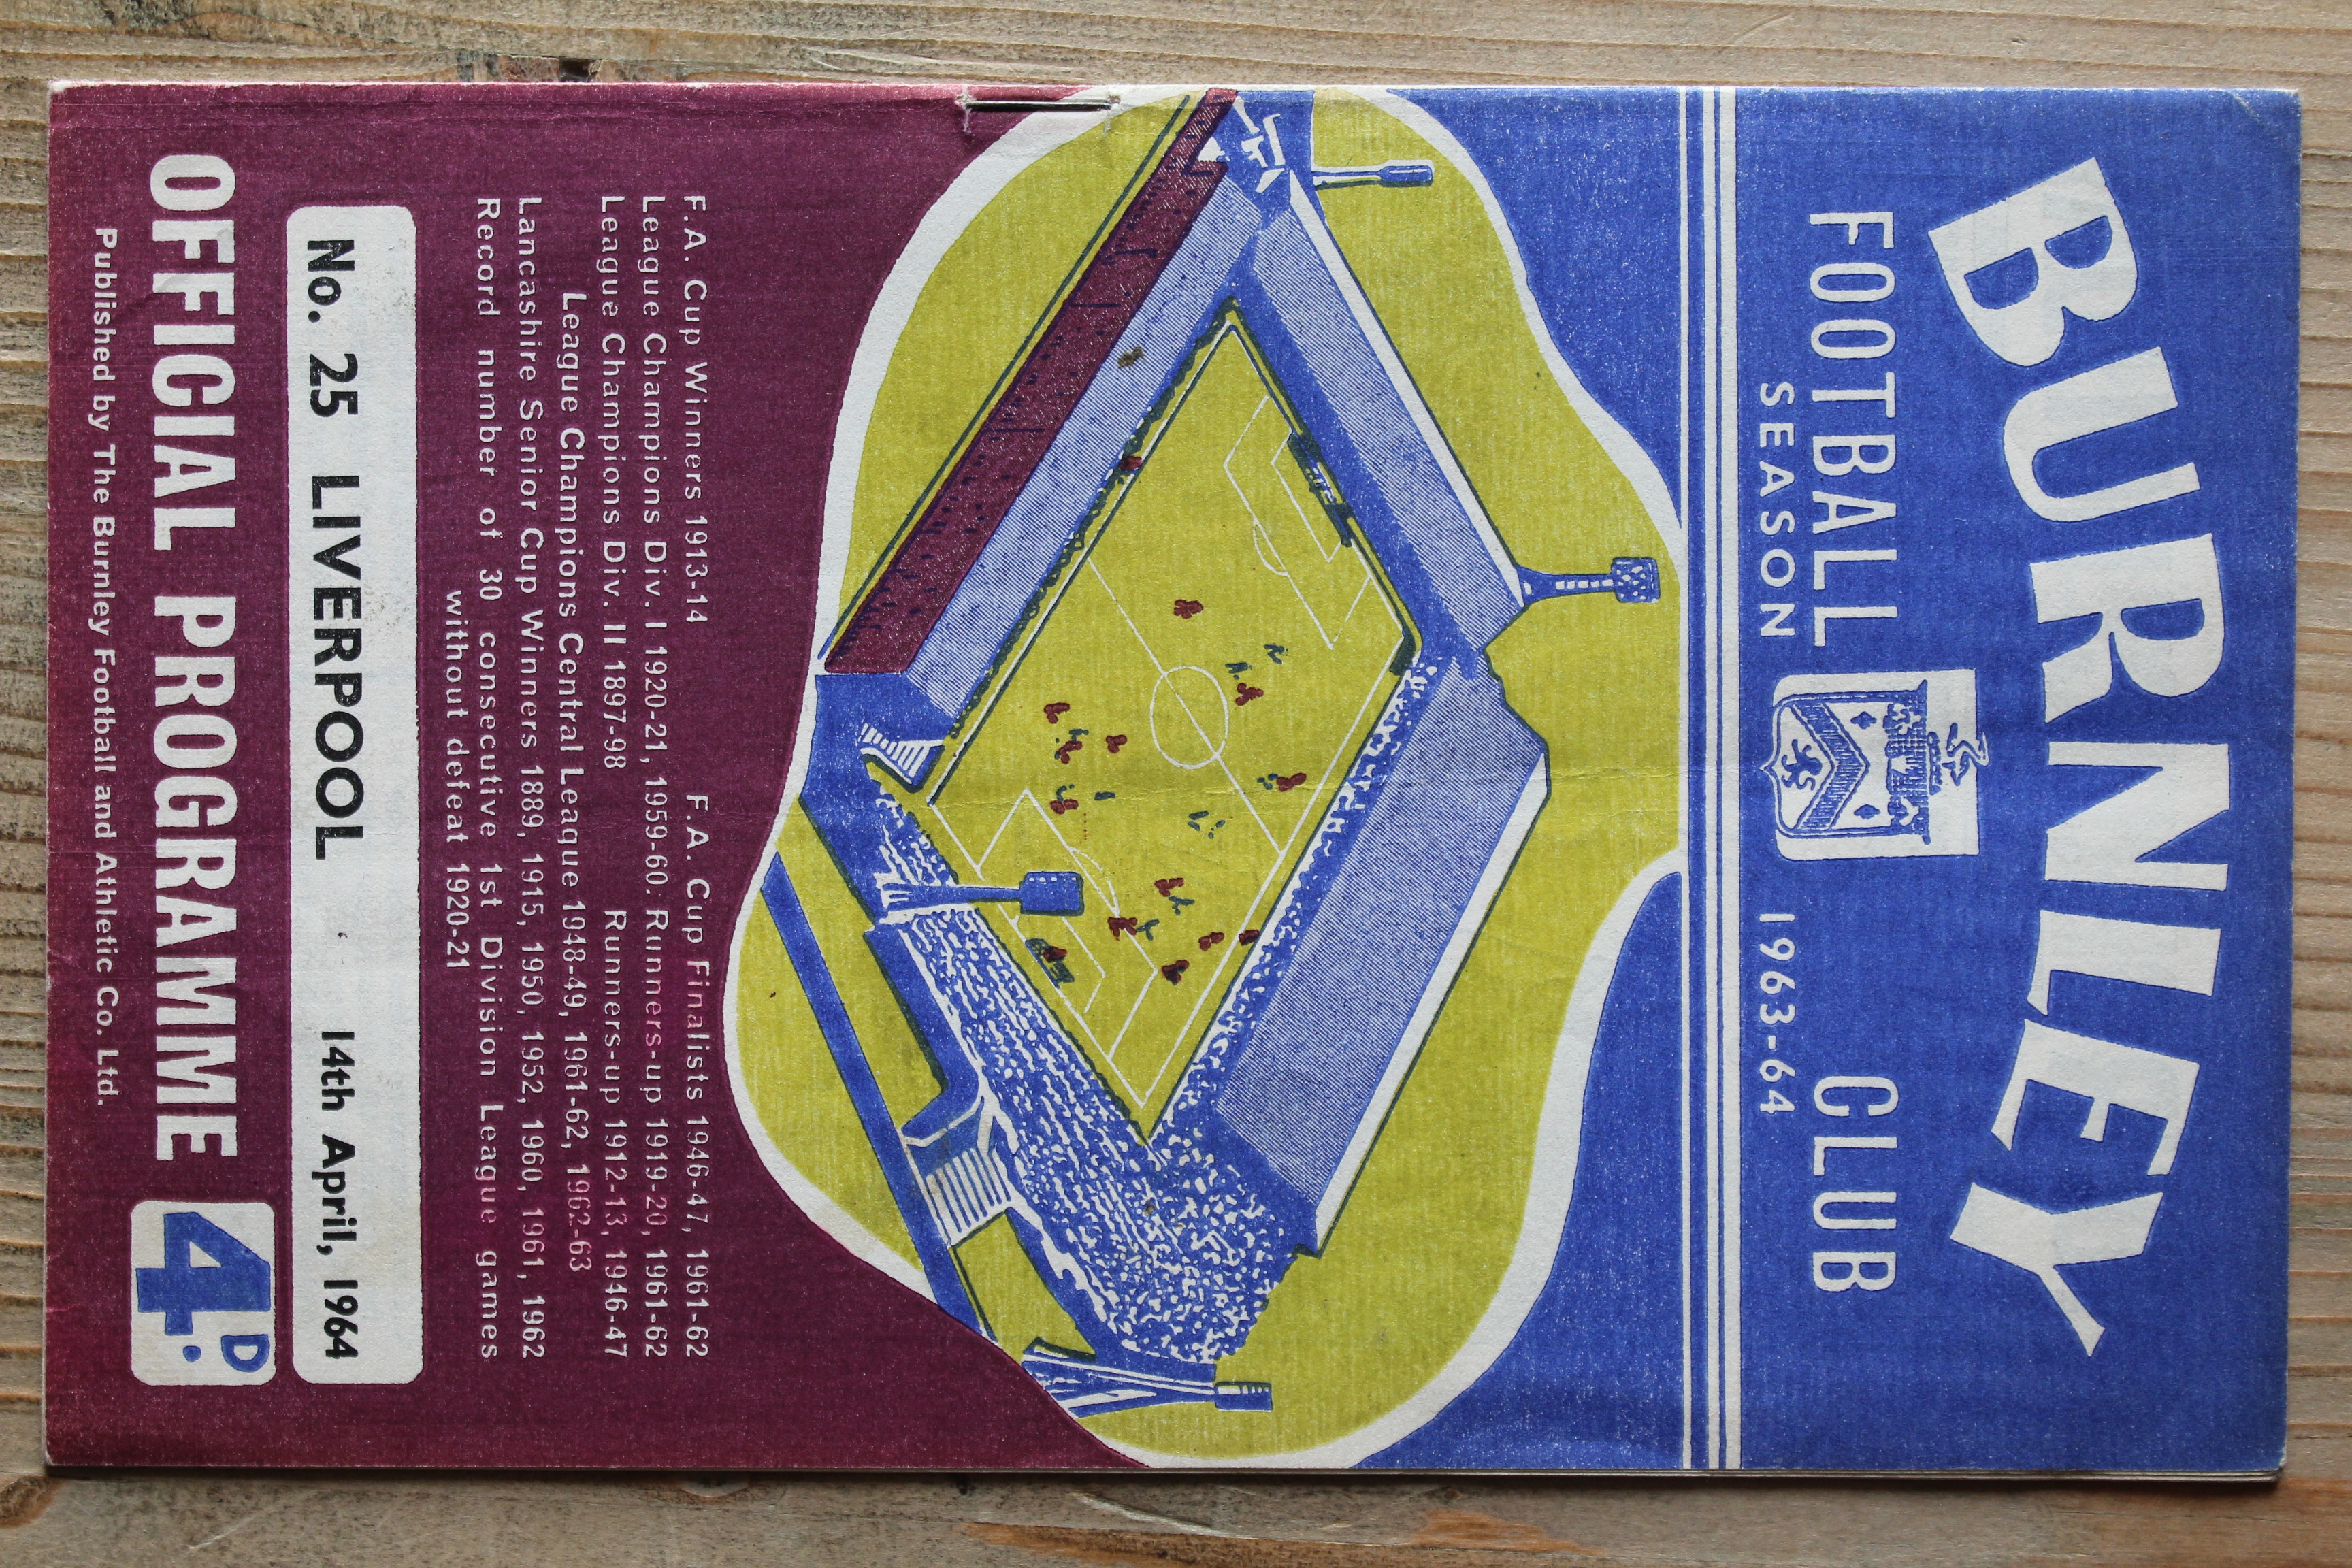 BURNLEY
FOOTBALL CLUB
SEASON 1963-64
F.A. Cup Winners 1913-14 F.A. Cup Finalists 1946-47, 1961-62
League Champions Div. I 1920-21, 1959-60. Runners-up 1919-20, 1961-62
League Champions Div. II 1897-98 Runners-up 1912-13, 1946-47
League Champions Central League 1948-49, 1961-62, 1962-63
Lancashire Senior Cup Winners 1889, 1915, 1950, 1952, 1960, 1961, 1962
Record number of 30 consecutive 1st Division League games
without defeat 1920-21
No. 25 LIVERPOOL 14th April, 1964
OFFICIAL PROGRAMME 4D.
Published by The Burnley Football and Athletic Co. Ltd.